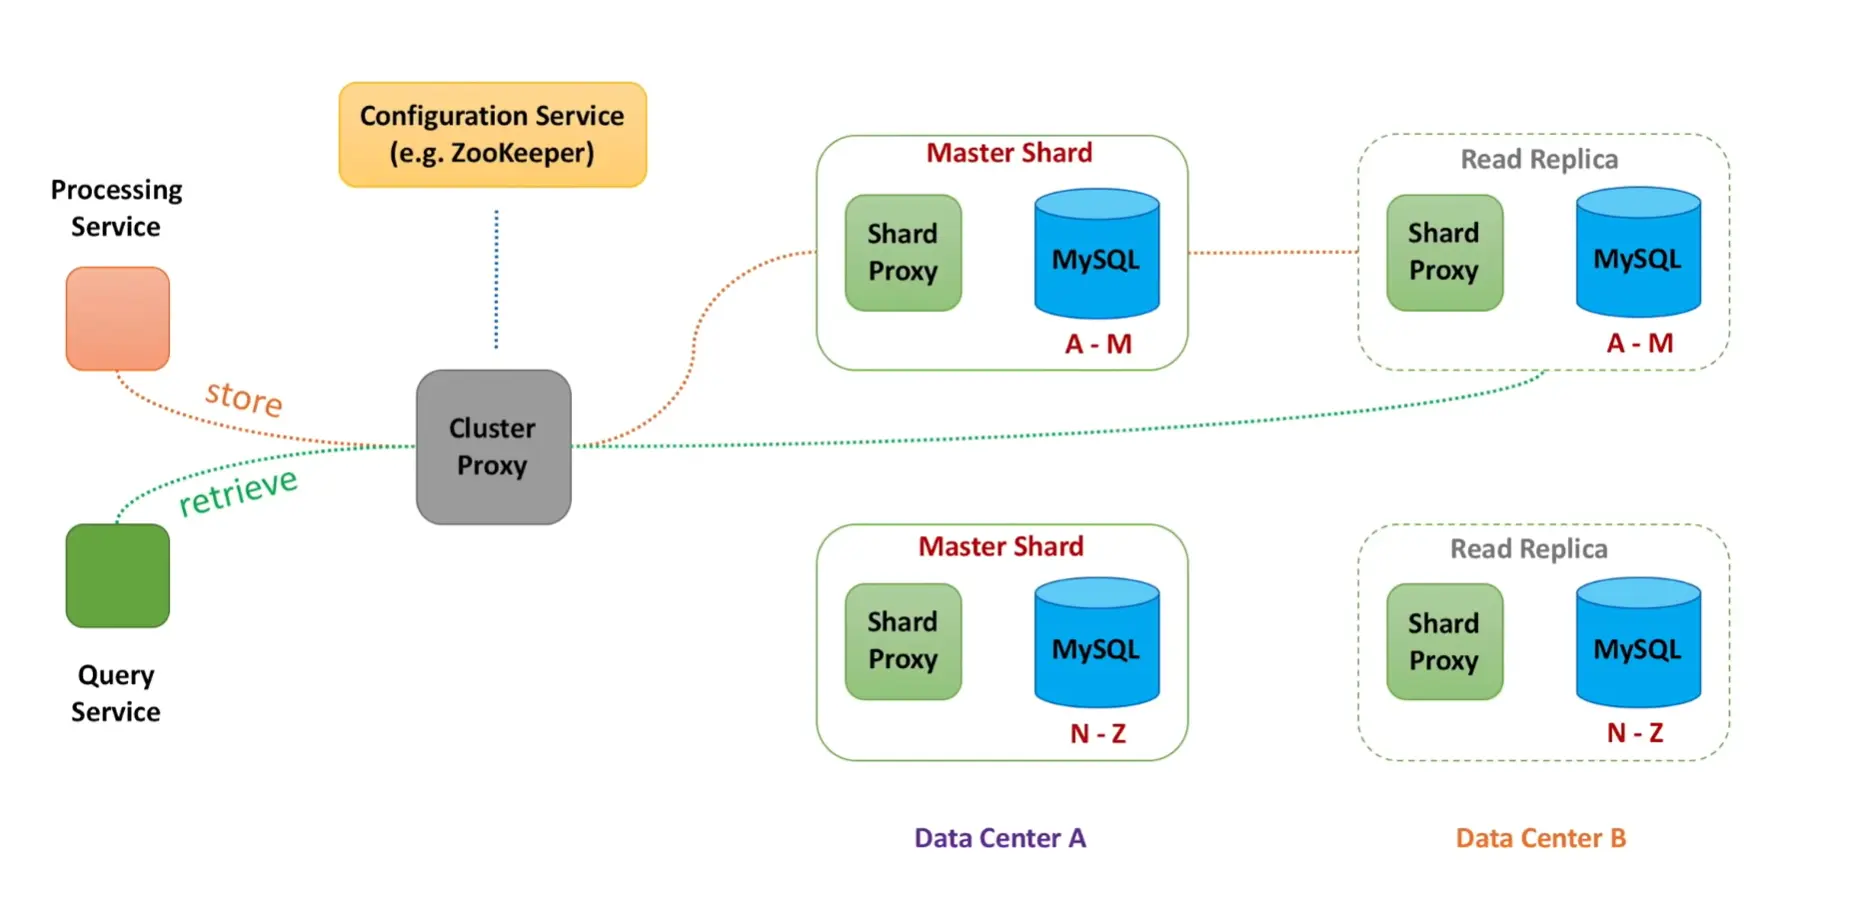 Configuration Service
(e.g. ZooKeeper)
Processing
Service
store
retrieve
Query
Service
Cluster
Proxy
Master Shard
Shard
Proxy
MySQL
A - M
Read Replica
Shard
Proxy
MySQL
A - M
Master Shard
Shard
Proxy
MySQL
N - Z
Read Replica
Shard
Proxy
MySQL
N - Z
Data Center A
Data Center B